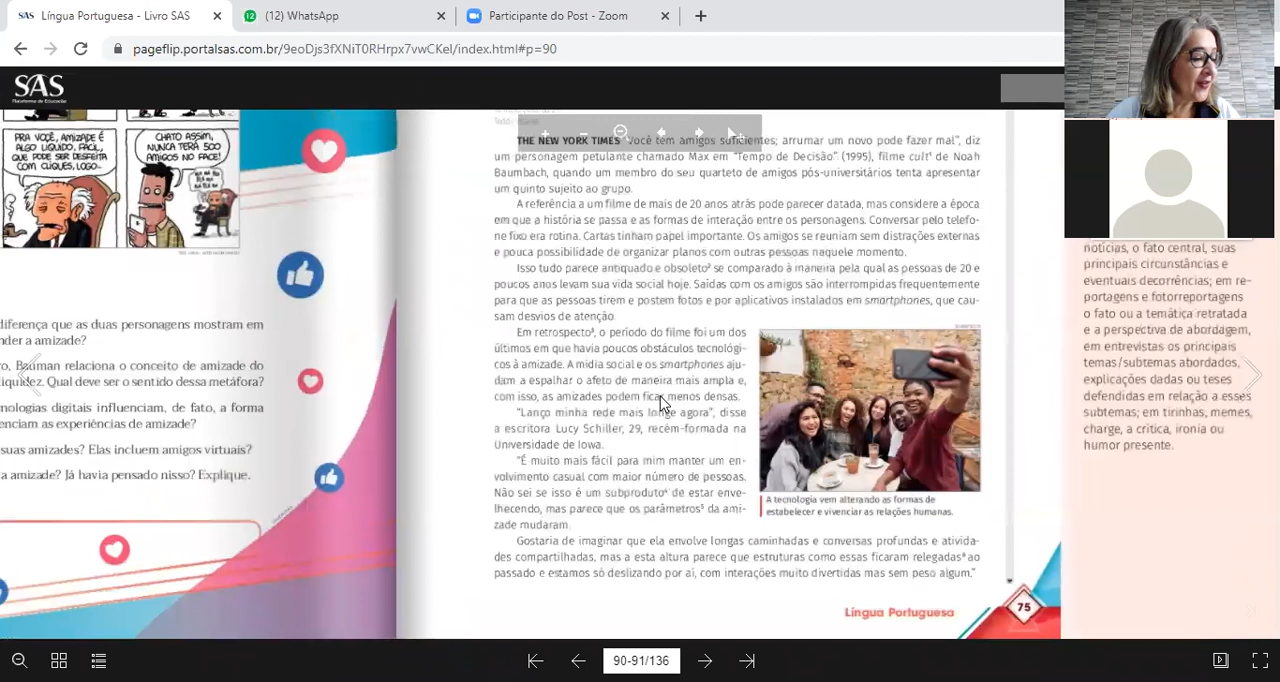 Língua Portuguesa - Livro SAS
(12) WhatsApp
Participante do Post - Zoom
pageflip.portalsas.com.br/9eoDjs3fXNiT0RHrpx7vwCKel/index.html#p=90
SAS
Plataforma de Educação
PRA VOCÊ, AMIZADE É
ALGO LÍQUIDO, FÁCIL,
QUE PODE SER DESFEITA
COM CLIQUES, LOGO...
CHATO ASSIM,
NUNCA TERÁ 500
AMIGOS NO FACE!
diferença que as duas personagens mostram em
nder a amizade?
o, Bauman relaciona o conceito de amizade do
liquidez. Qual deve ser o sentido dessa metáfora?
nologias digitais influenciam, de fato, a forma
enciam as experiências de amizade?
suas amizades? Elas incluem amigos virtuais?
a amizade? Já havia pensado nisso? Explique.
THE NEW YORK TIMES "Você tem amigos suficientes; arrumar um novo pode fazer mal", diz
um personagem petulante chamado Max em "Tempo de Decisão" (1995), filme cult¹ de Noah
Baumbach, quando um membro do seu quarteto de amigos pós-universitários tenta apresentar
um quinto sujeito ao grupo.
A referência a um filme de mais de 20 anos atrás pode parecer datada, mas considere a época
em que a história se passa e as formas de interação entre os personagens. Conversar pelo telefo-
ne fixo era rotina. Cartas tinham papel importante. Os amigos se reuniam sem distrações externas
e pouca possibilidade de organizar planos com outras pessoas naquele momento.
Isso tudo parece antiquado e obsoleto² se comparado à maneira pela qual as pessoas de 20 e
poucos anos levam sua vida social hoje. Saídas com os amigos são interrompidas frequentemente
para que as pessoas tirem e postem fotos e por aplicativos instalados em smartphones, que cau-
sam desvios de atenção.
Em retrospecto³, o período do filme foi um dos
últimos em que havia poucos obstáculos tecnológi-
cos à amizade. A mídia social e os smartphones aju-
dam a espalhar o afeto de maneira mais ampla e,
com isso, as amizades podem ficar menos densas.
"Lanço minha rede mais longe agora", disse
a escritora Lucy Schiller, 29, recém-formada na
Universidade de Iowa.
"É muito mais fácil para mim manter um en-
volvimento casual com maior número de pessoas.
Não sei se isso é um subproduto⁴ de estar enve-
lhecendo, mas parece que os parâmetros⁵ da ami-
zade mudaram.
A tecnologia vem alterando as formas de
estabelecer e vivenciar as relações humanas.
Gostaria de imaginar que ela envolve longas caminhadas e conversas profundas e ativida-
des compartilhadas, mas a esta altura parece que estruturas como essas ficaram relegadas⁶ ao
passado e estamos só deslizando por aí, com interações muito divertidas mas sem peso algum."
Língua Portuguesa
75
notícias, o fato central, suas
principais circunstâncias e
eventuais decorrências; em re-
portagens e fotorreportagens
o fato ou a temática retratada
e a perspectiva de abordagem,
em entrevistas os principais
temas/subtemas abordados,
explicações dadas ou teses
defendidas em relação a esses
subtemas; em tirinhas, memes,
charge, a crítica, ironia ou
humor presente.
90-91/136